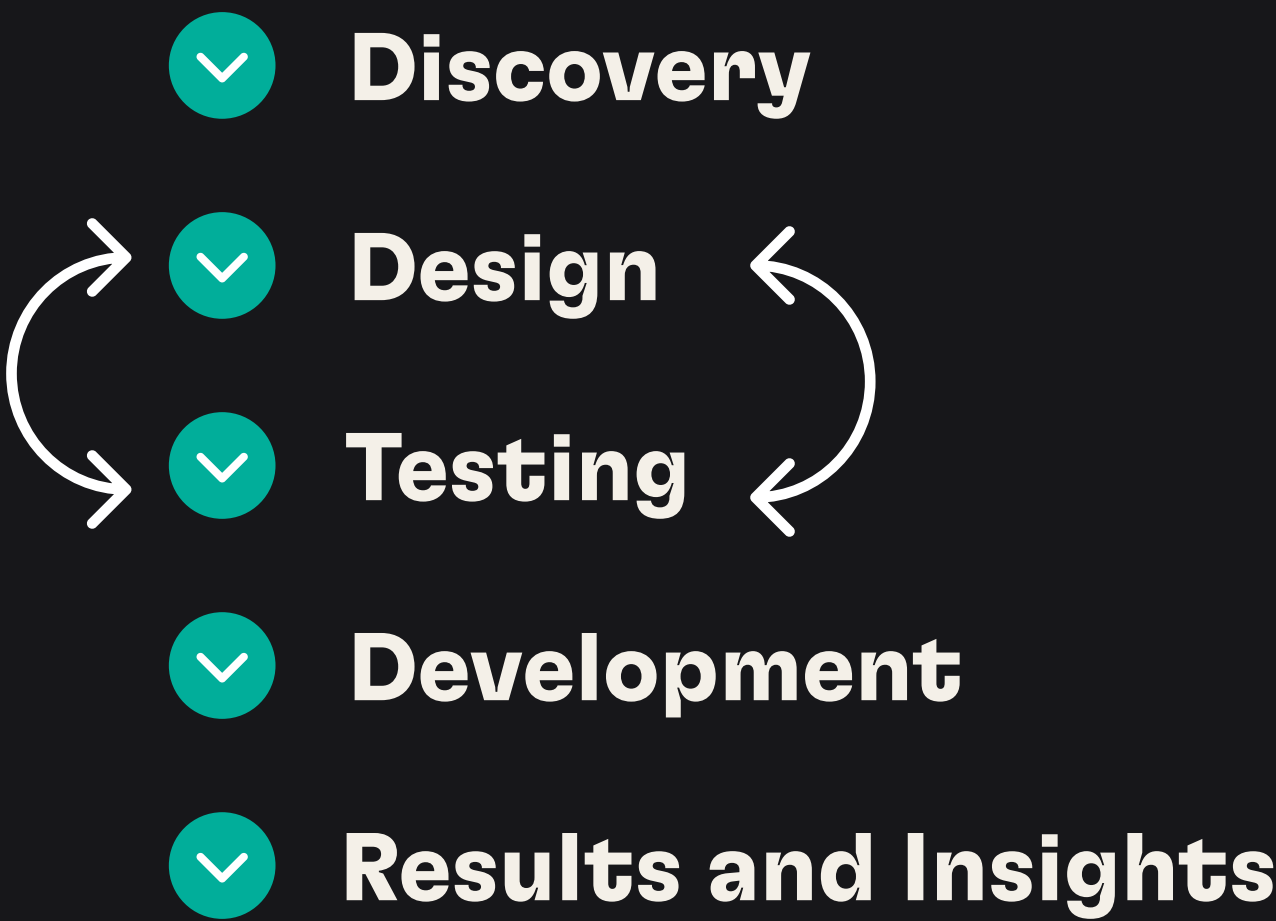 Discovery
Design
Testing
Development
Results and Insights